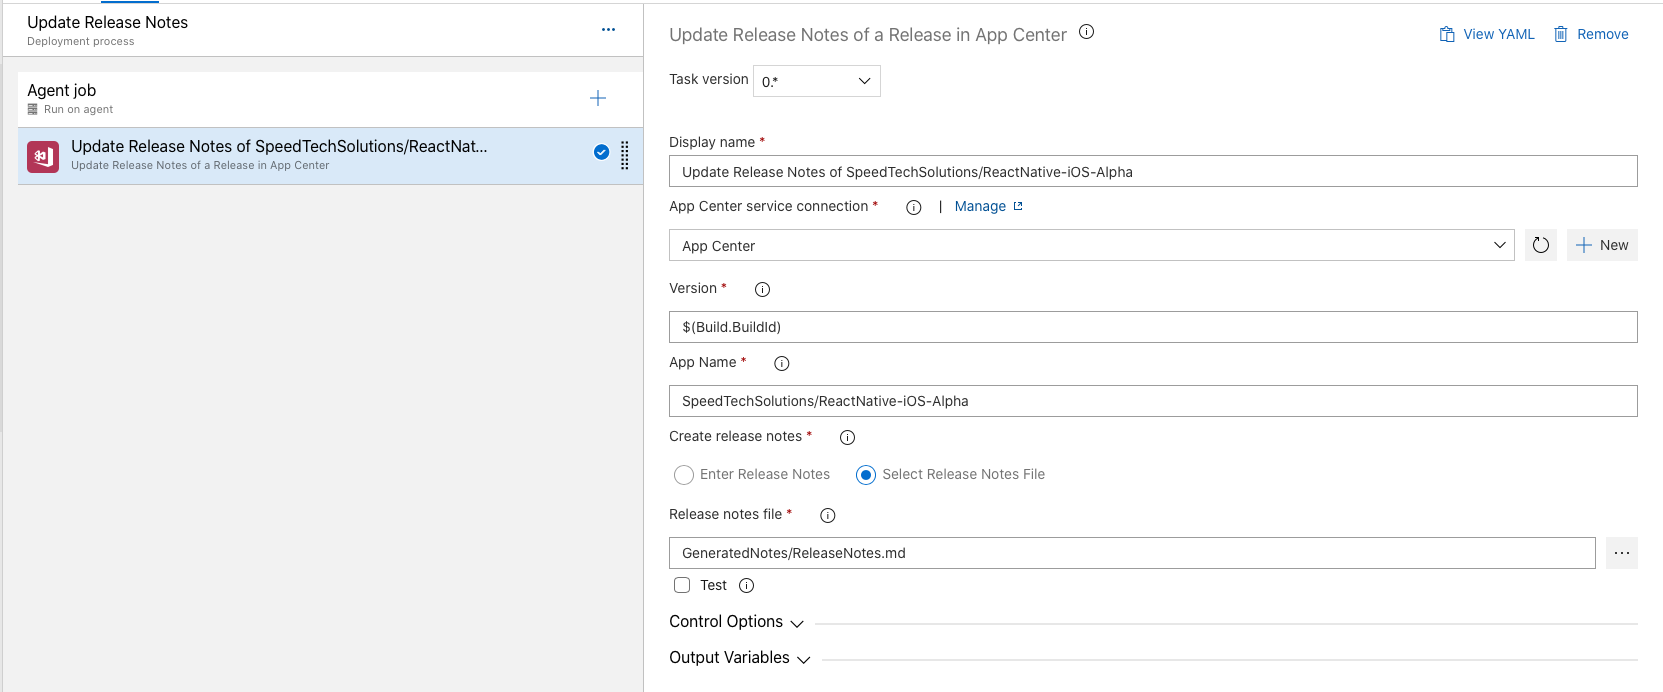 Update Release Notes
Deployment process
Agent job
Run on agent
Update Release Notes of SpeedTechSolutions/ReactNat...
Update Release Notes of a Release in App Center
Update Release Notes of a Release in App Center
View YAML
Remove
Task version 0.*
Display name *
Update Release Notes of SpeedTechSolutions/ReactNative-iOS-Alpha
App Center service connection * | Manage
App Center
New
Version *
$(Build.BuildId)
App Name *
SpeedTechSolutions/ReactNative-iOS-Alpha
Create release notes *
Enter Release Notes Select Release Notes File
Release notes file *
GeneratedNotes/ReleaseNotes.md
Test
Control Options
Output Variables